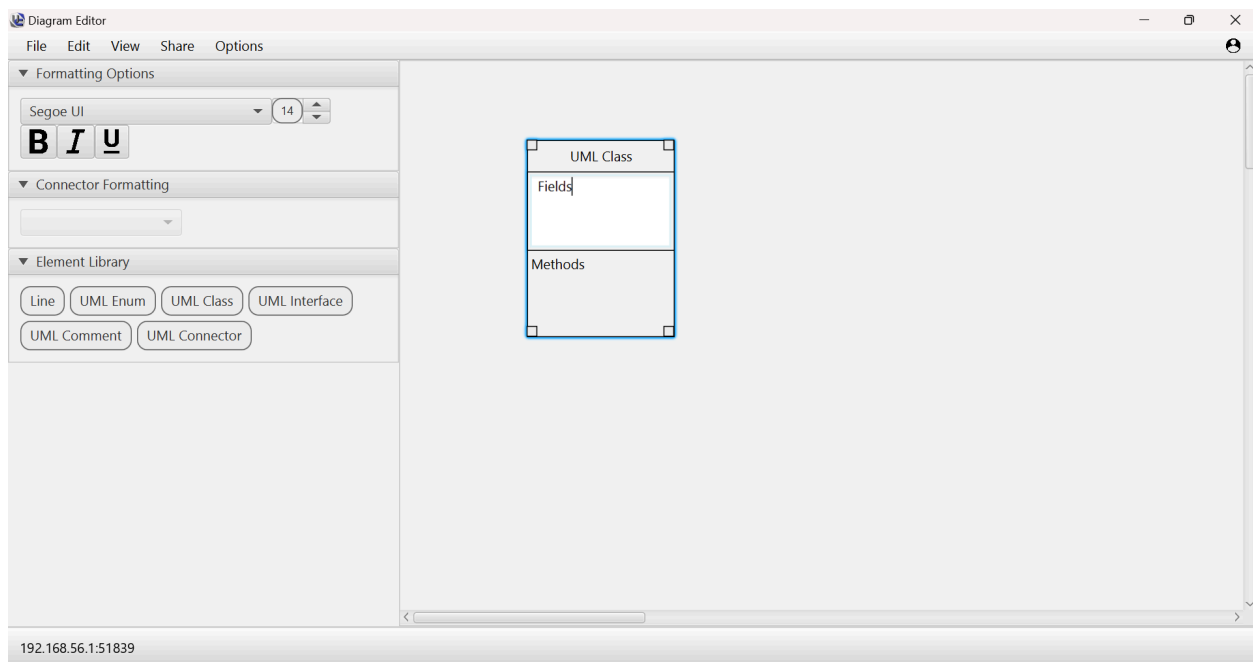 Diagram Editor
File Edit View Share Options
Formatting Options
Segoe UI 14
B I U
Connector Formatting
Element Library
Line UML Enum UML Class UML Interface
UML Comment UML Connector
UML Class
Fields
Methods
192.168.56.1:51839